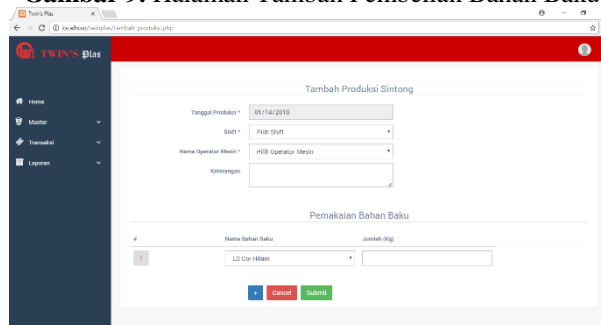 Gambar 9. Halaman Tambah Pembelian Bahan Baku
Twin's Plas
localhost/twinplas/tambah_produksi.php
TWIN'S Plas
Tambah Produksi Sintong
Home
Master
Transaksi
Laporan
Tanggal Produksi * 01/14/2018
Shift * Pilih Shift
Nama Operator Mesin * Pilih Operator Mesin
Keterangan
Pemakaian Bahan Baku
# Nama Bahan Baku Jumlah (Kg)
1 LD Cor Hitam
+ Cancel Submit